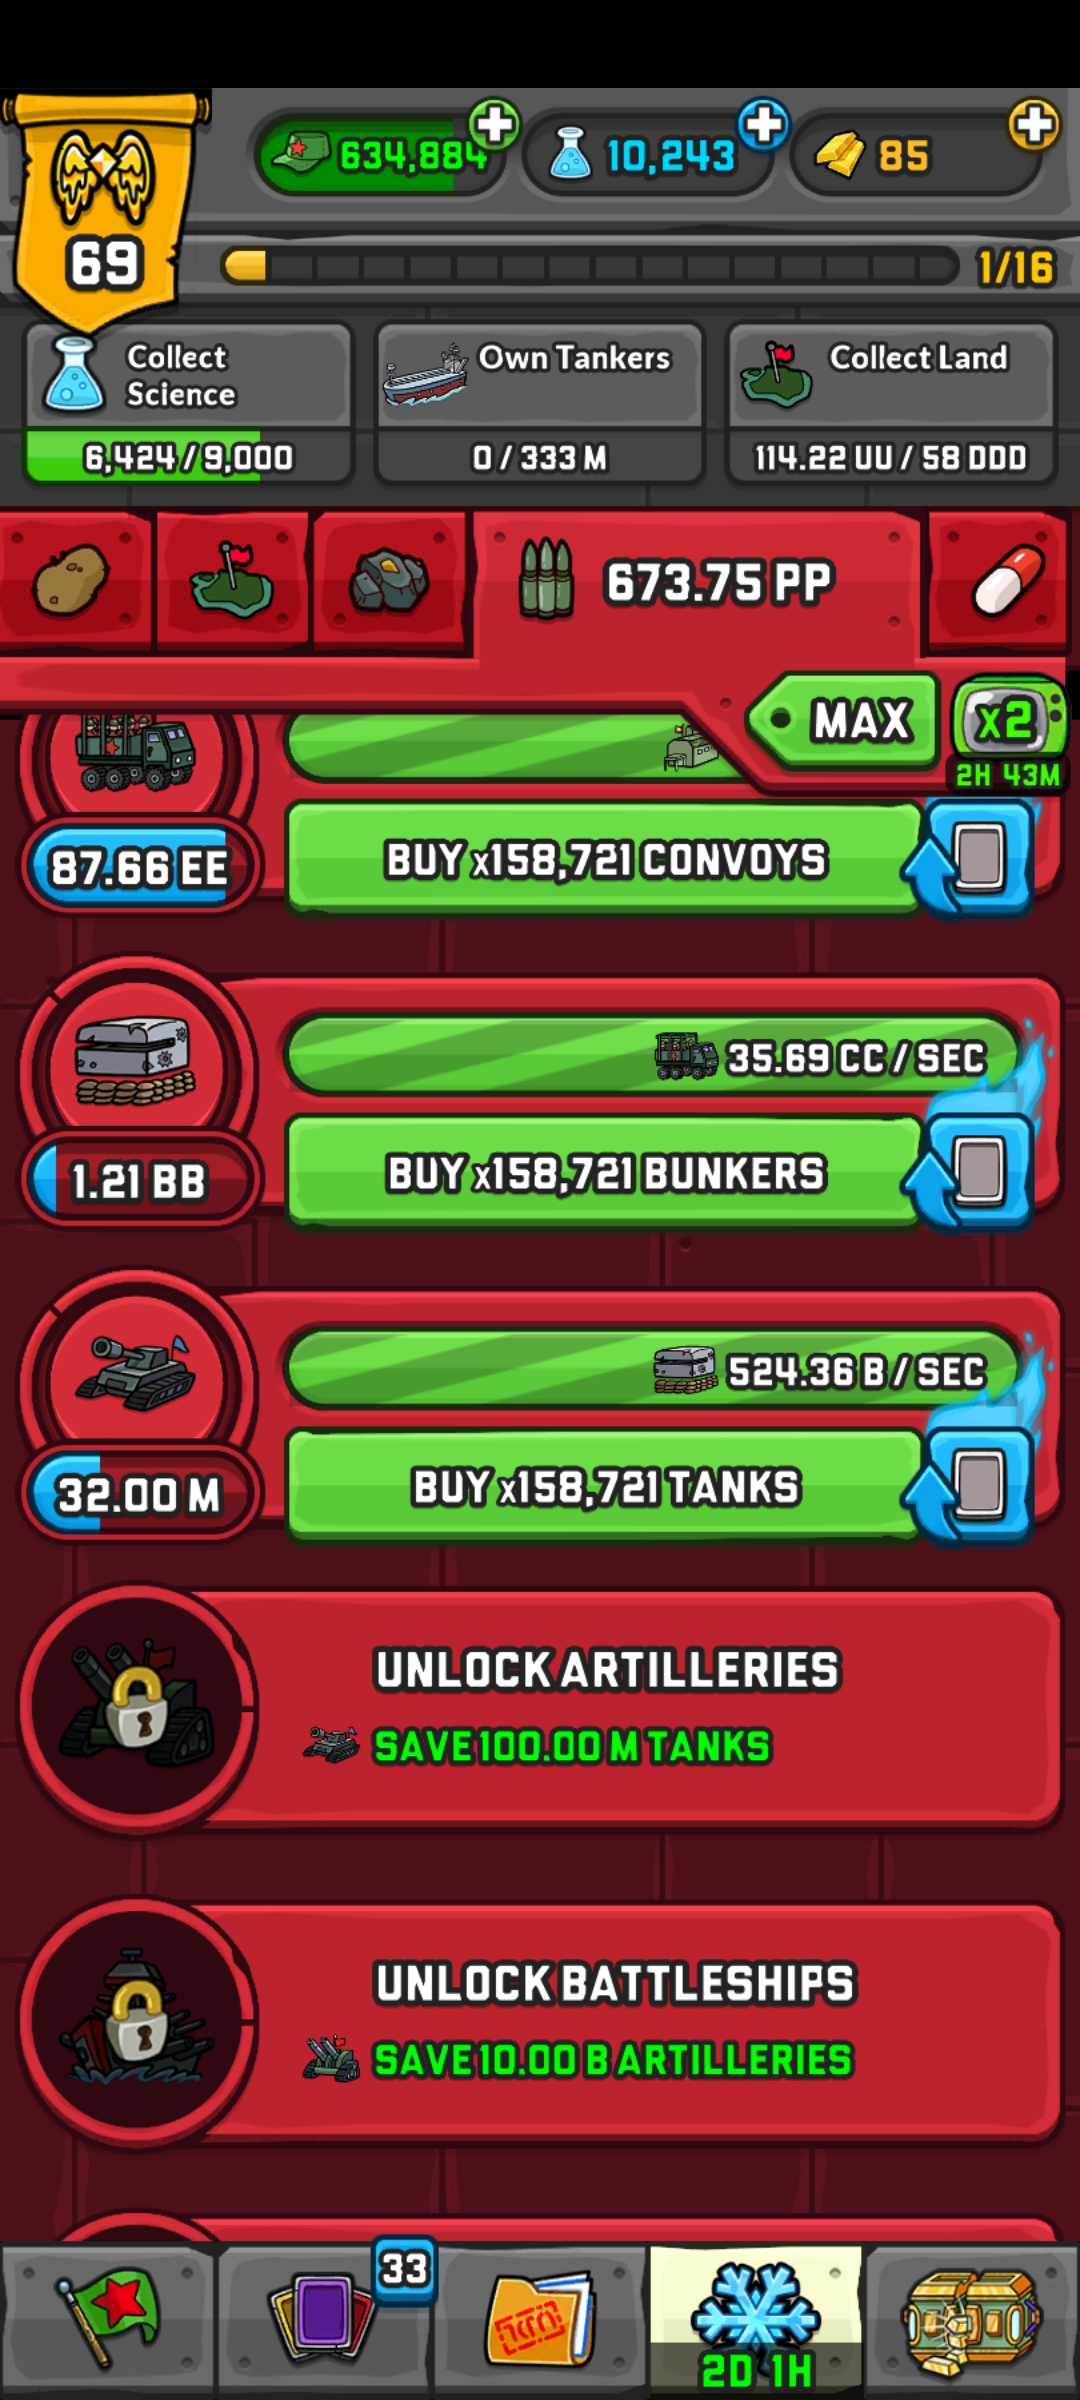 634,884
10,243
85
69
1/16
Collect
Science
6,424/9,000
Own Tankers
0/333 M
Collect Land
114.22 UU/58 DDD
673.75 PP
MAX
x2
2H 43M
87.66 EE
BUY x158,721 CONVOYS
35.69 CC/SEC
1.21 BB
BUY x158,721 BUNKERS
524.36 B/SEC
32.00 M
BUY x158,721 TANKS
UNLOCK ARTILLERIES
SAVE 100.00 M TANKS
UNLOCK BATTLESHIPS
SAVE 10.00 B ARTILLERIES
33
2D 1H